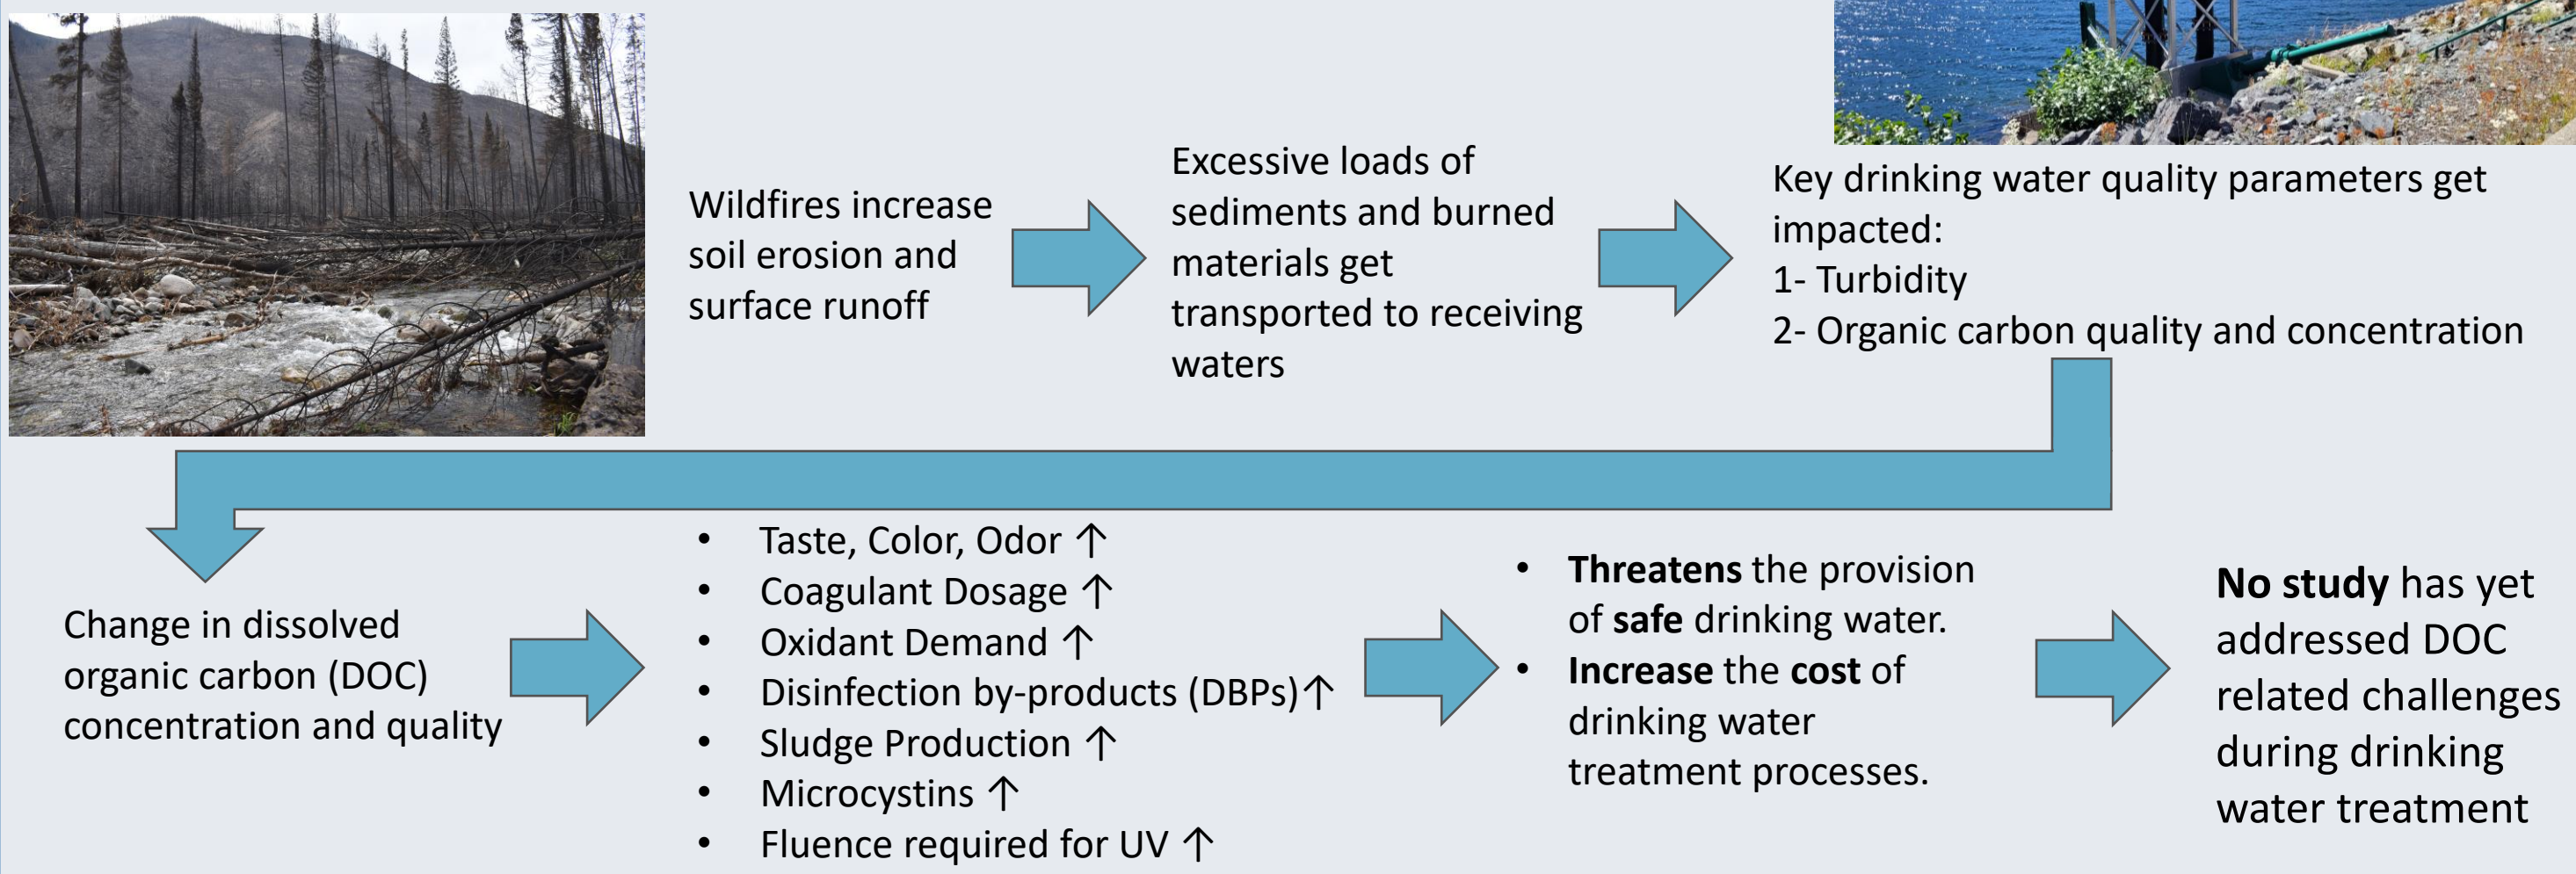 Wildfires increase
soil erosion and
surface runoff
Excessive loads of
sediments and burned
materials get
transported to receiving
waters
Key drinking water quality parameters get
impacted:
1- Turbidity
2- Organic carbon quality and concentration
Change in dissolved
organic carbon (DOC)
concentration and quality
• Taste, Color, Odor ↑
• Coagulant Dosage ↑
• Oxidant Demand ↑
• Disinfection by-products (DBPs)↑
• Sludge Production ↑
• Microcystins ↑
• Fluence required for UV ↑
• Threatens the provision
of safe drinking water.
• Increase the cost of
drinking water
treatment processes.
No study has yet
addressed DOC
related challenges
during drinking
water treatment